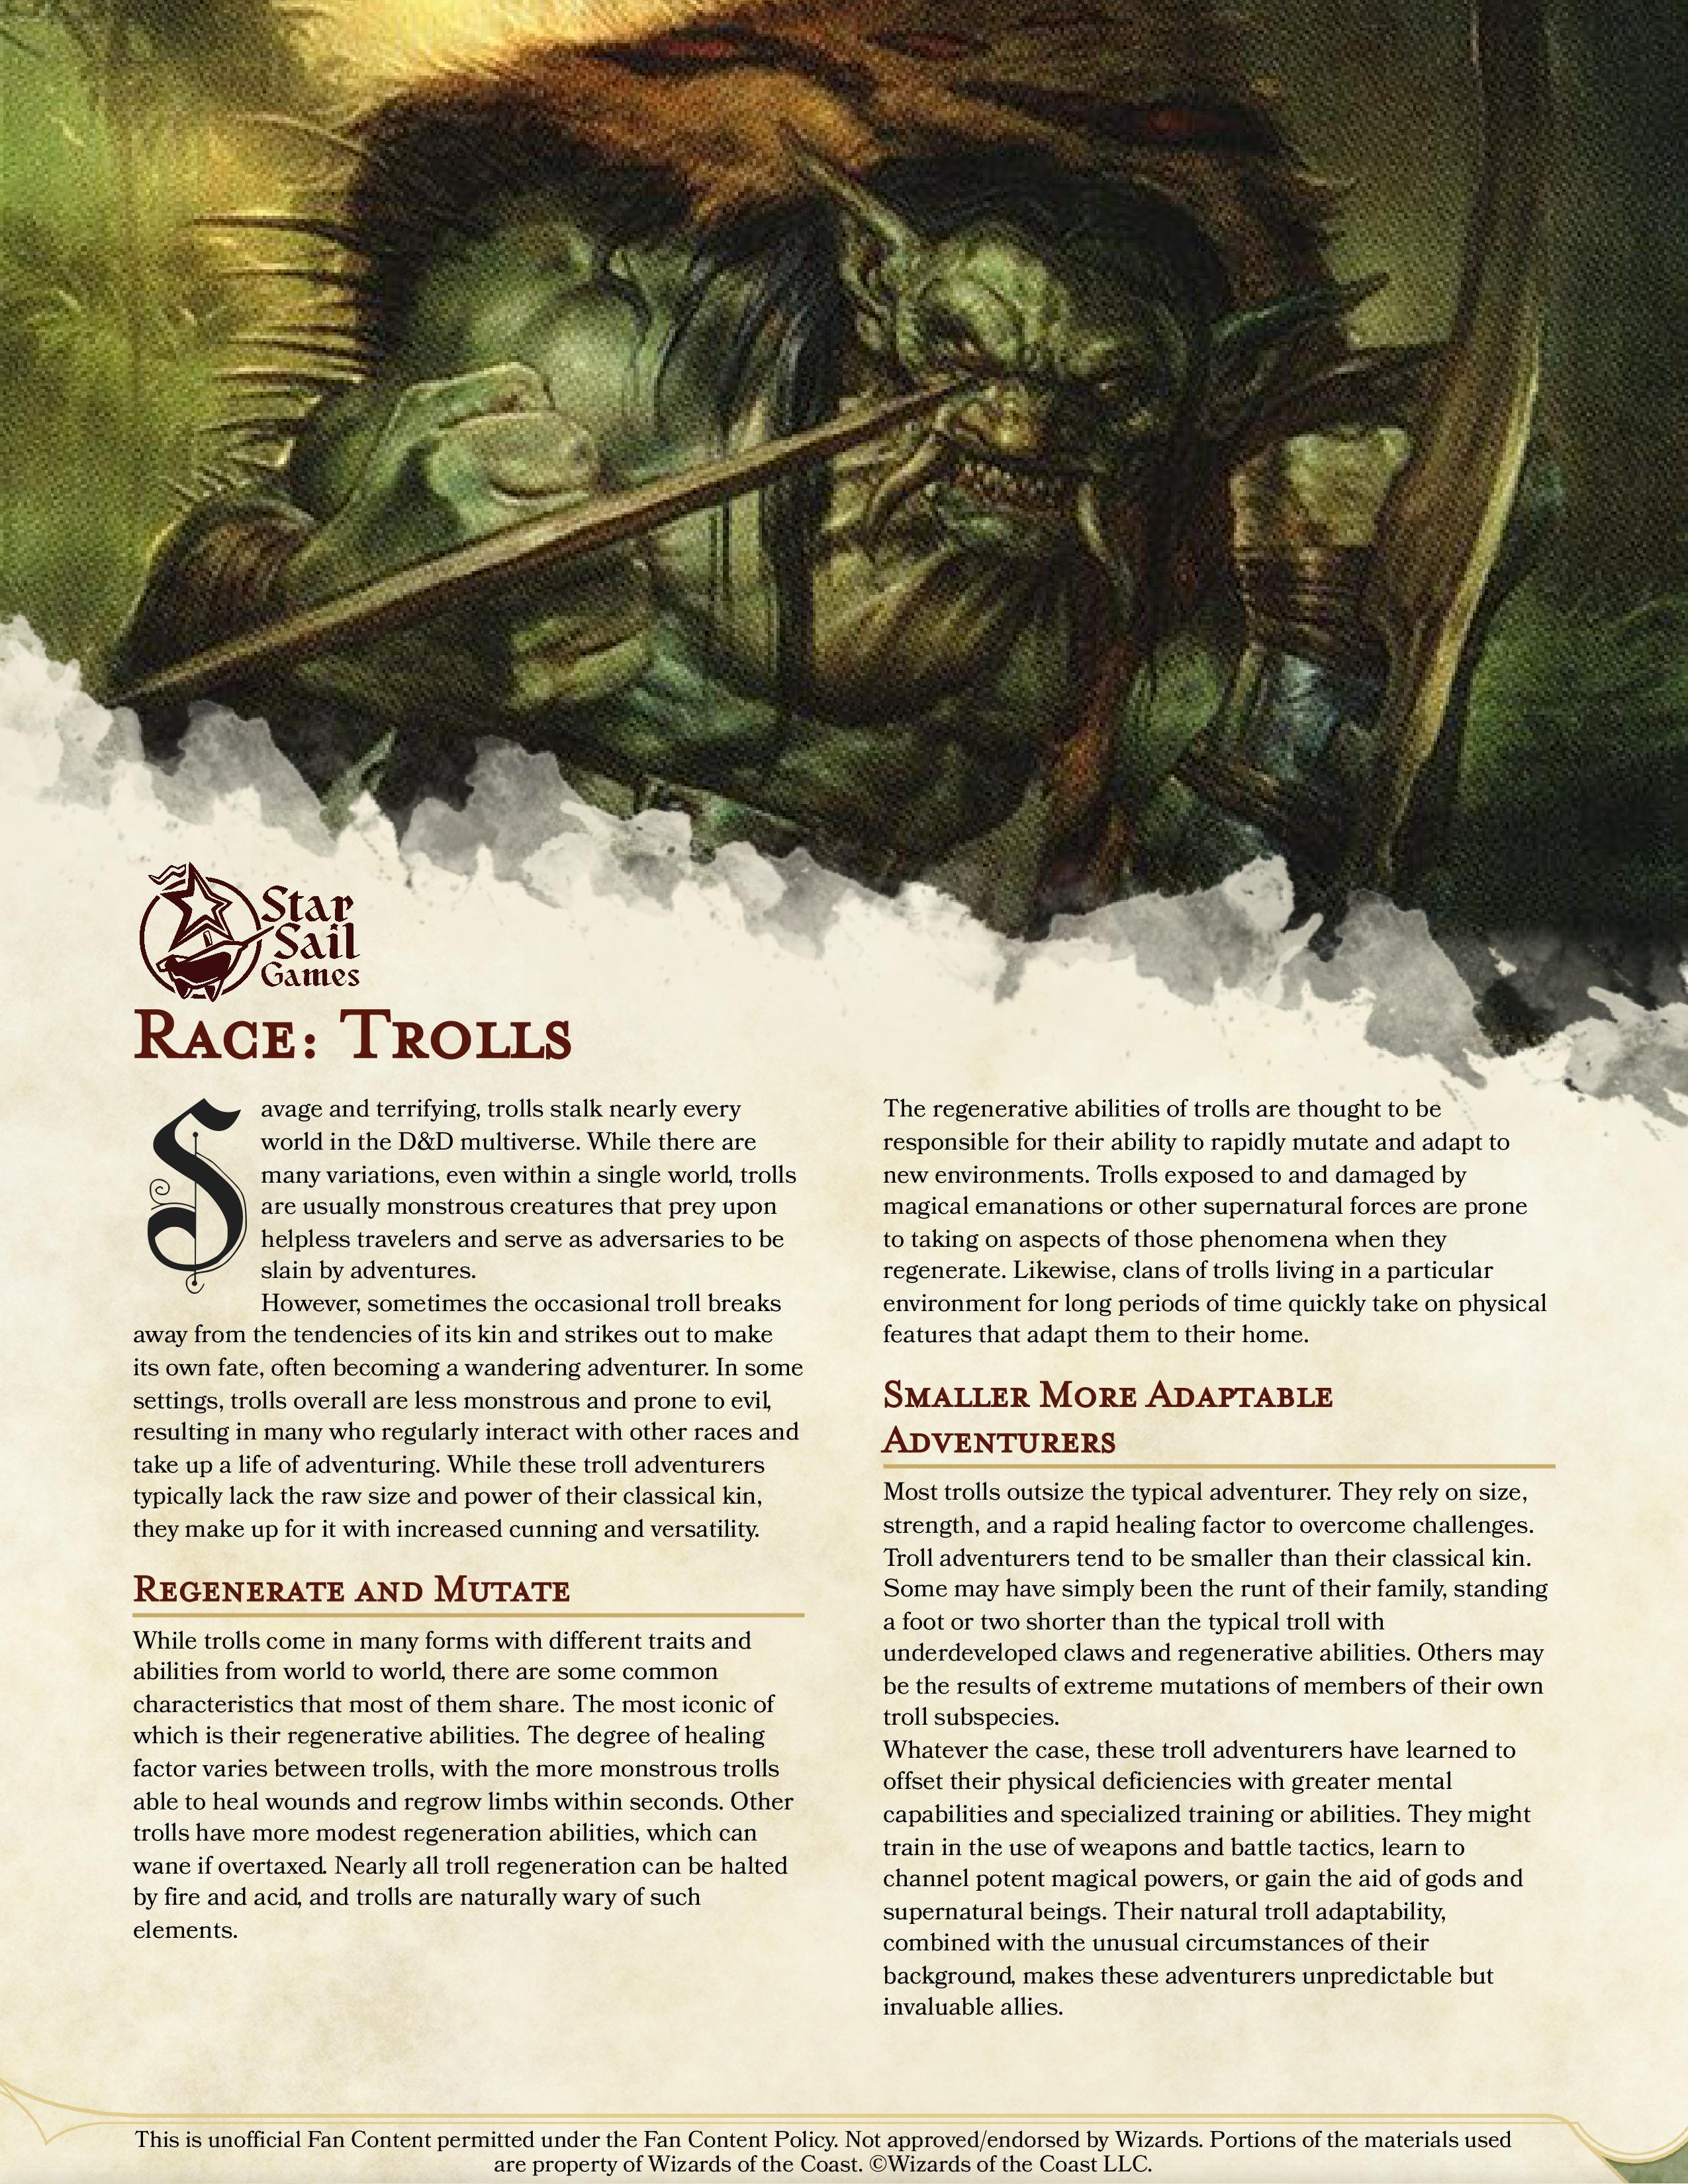 Star
Sail
Games
Race: Trolls
Savage and terrifying, trolls stalk nearly every
world in the D&D multiverse. While there are
many variations, even within a single world, trolls
are usually monstrous creatures that prey upon
helpless travelers and serve as adversaries to be
slain by adventures.
However, sometimes the occasional troll breaks
away from the tendencies of its kin and strikes out to make
its own fate, often becoming a wandering adventurer. In some
settings, trolls overall are less monstrous and prone to evil,
resulting in many who regularly interact with other races and
take up a life of adventuring. While these troll adventurers
typically lack the raw size and power of their classical kin,
they make up for it with increased cunning and versatility.
Regenerate and Mutate
While trolls come in many forms with different traits and
abilities from world to world, there are some common
characteristics that most of them share. The most iconic of
which is their regenerative abilities. The degree of healing
factor varies between trolls, with the more monstrous trolls
able to heal wounds and regrow limbs within seconds. Other
trolls have more modest regeneration abilities, which can
wane if overtaxed. Nearly all troll regeneration can be halted
by fire and acid, and trolls are naturally wary of such
elements.
The regenerative abilities of trolls are thought to be
responsible for their ability to rapidly mutate and adapt to
new environments. Trolls exposed to and damaged by
magical emanations or other supernatural forces are prone
to taking on aspects of those phenomena when they
regenerate. Likewise, clans of trolls living in a particular
environment for long periods of time quickly take on physical
features that adapt them to their home.
Smaller More Adaptable
Adventurers
Most trolls outsize the typical adventurer. They rely on size,
strength, and a rapid healing factor to overcome challenges.
Troll adventurers tend to be smaller than their classical kin.
Some may have simply been the runt of their family, standing
a foot or two shorter than the typical troll with
underdeveloped claws and regenerative abilities. Others may
be the results of extreme mutations of members of their own
troll subspecies.
Whatever the case, these troll adventurers have learned to
offset their physical deficiencies with greater mental
capabilities and specialized training or abilities. They might
train in the use of weapons and battle tactics, learn to
channel potent magical powers, or gain the aid of gods and
supernatural beings. Their natural troll adaptability,
combined with the unusual circumstances of their
background, makes these adventurers unpredictable but
invaluable allies.
This is unofficial Fan Content permitted under the Fan Content Policy. Not approved/endorsed by Wizards. Portions of the materials used
are property of Wizards of the Coast. ©Wizards of the Coast LLC.